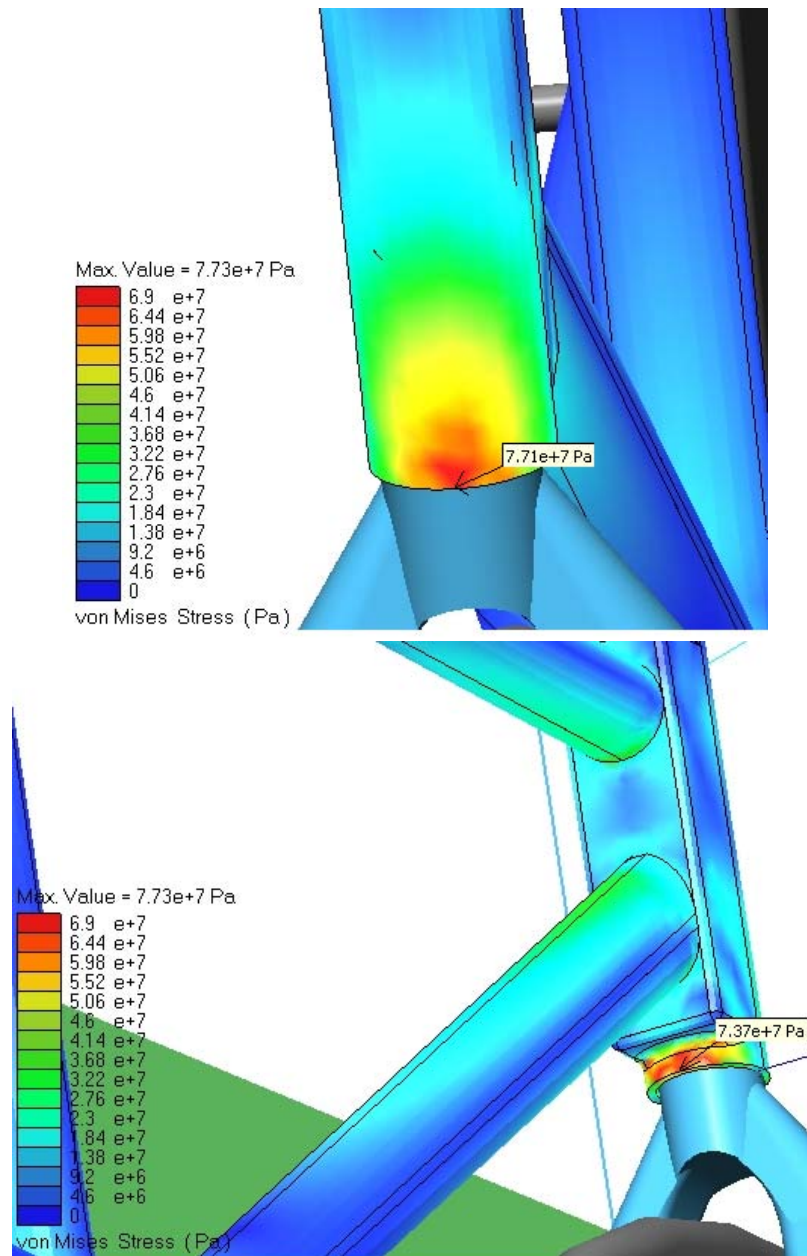 Max. Value = 7.73e+7 Pa
6.9 e+7
6.44 e+7
5.98 e+7
5.52 e+7
5.06 e+7
4.6 e+7
4.14 e+7
3.68 e+7
3.22 e+7
2.76 e+7
2.3 e+7
1.84 e+7
1.38 e+7
9.2 e+6
4.6 e+6
0
von Mises Stress (Pa)
7.71e+7 Pa
Max. Value = 7.73e+7 Pa
6.9 e+7
6.44 e+7
5.98 e+7
5.52 e+7
5.06 e+7
4.6 e+7
4.14 e+7
3.68 e+7
3.22 e+7
2.76 e+7
2.3 e+7
1.84 e+7
1.38 e+7
9.2 e+6
4.6 e+6
0
von Mises Stress (Pa)
7.37e+7 Pa